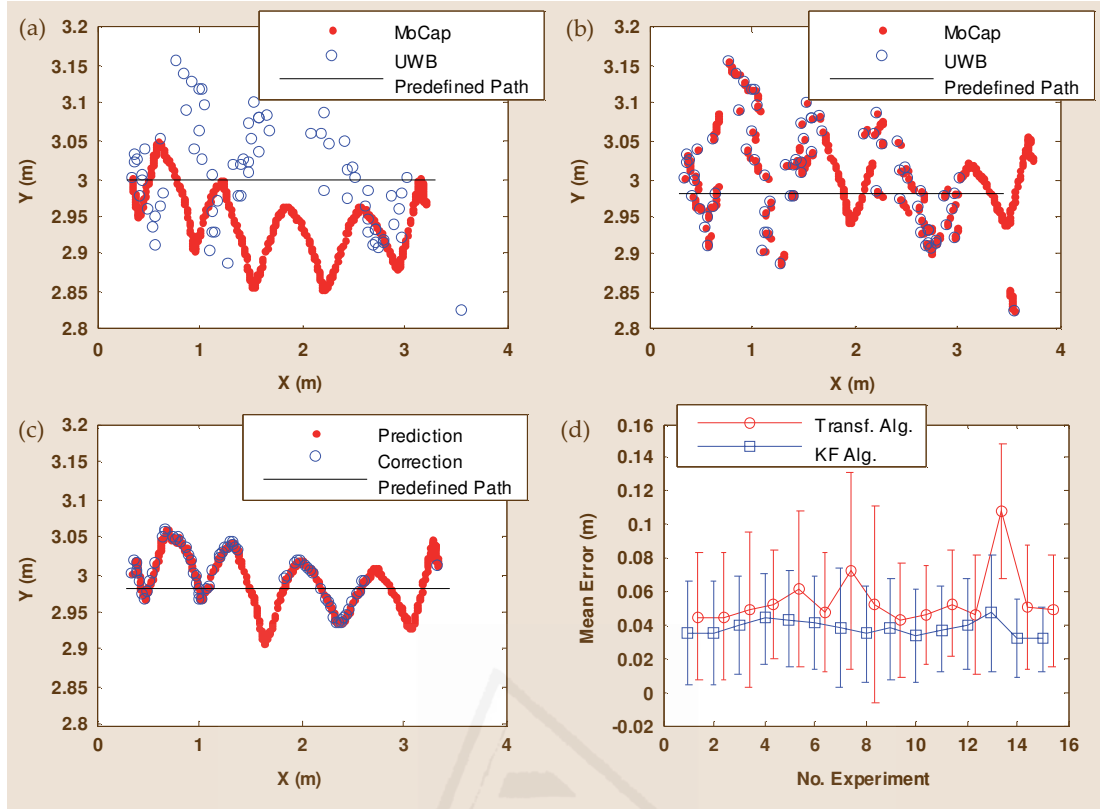 (a)
3.2
3.15
3.1
3.05
3
2.95
2.9
2.85
2.8
Y (m)
0
1
2
3
4
X (m)
MoCap
UWB
Predefined Path
(b)
3.2
3.15
3.1
3.05
3
2.95
2.9
2.85
2.8
Y (m)
0
1
2
3
4
X (m)
MoCap
UWB
Predefined Path
(c)
3.2
3.15
3.1
3.05
3
2.95
2.9
2.85
2.8
Y (m)
0
1
2
3
4
X (m)
Prediction
Correction
Predefined Path
(d)
0.16
0.14
0.12
0.1
0.08
0.06
0.04
0.02
0
-0.02
Mean Error (m)
2
4
6
8
10
12
14
16
No. Experiment
Transf. Alg.
KF Alg.